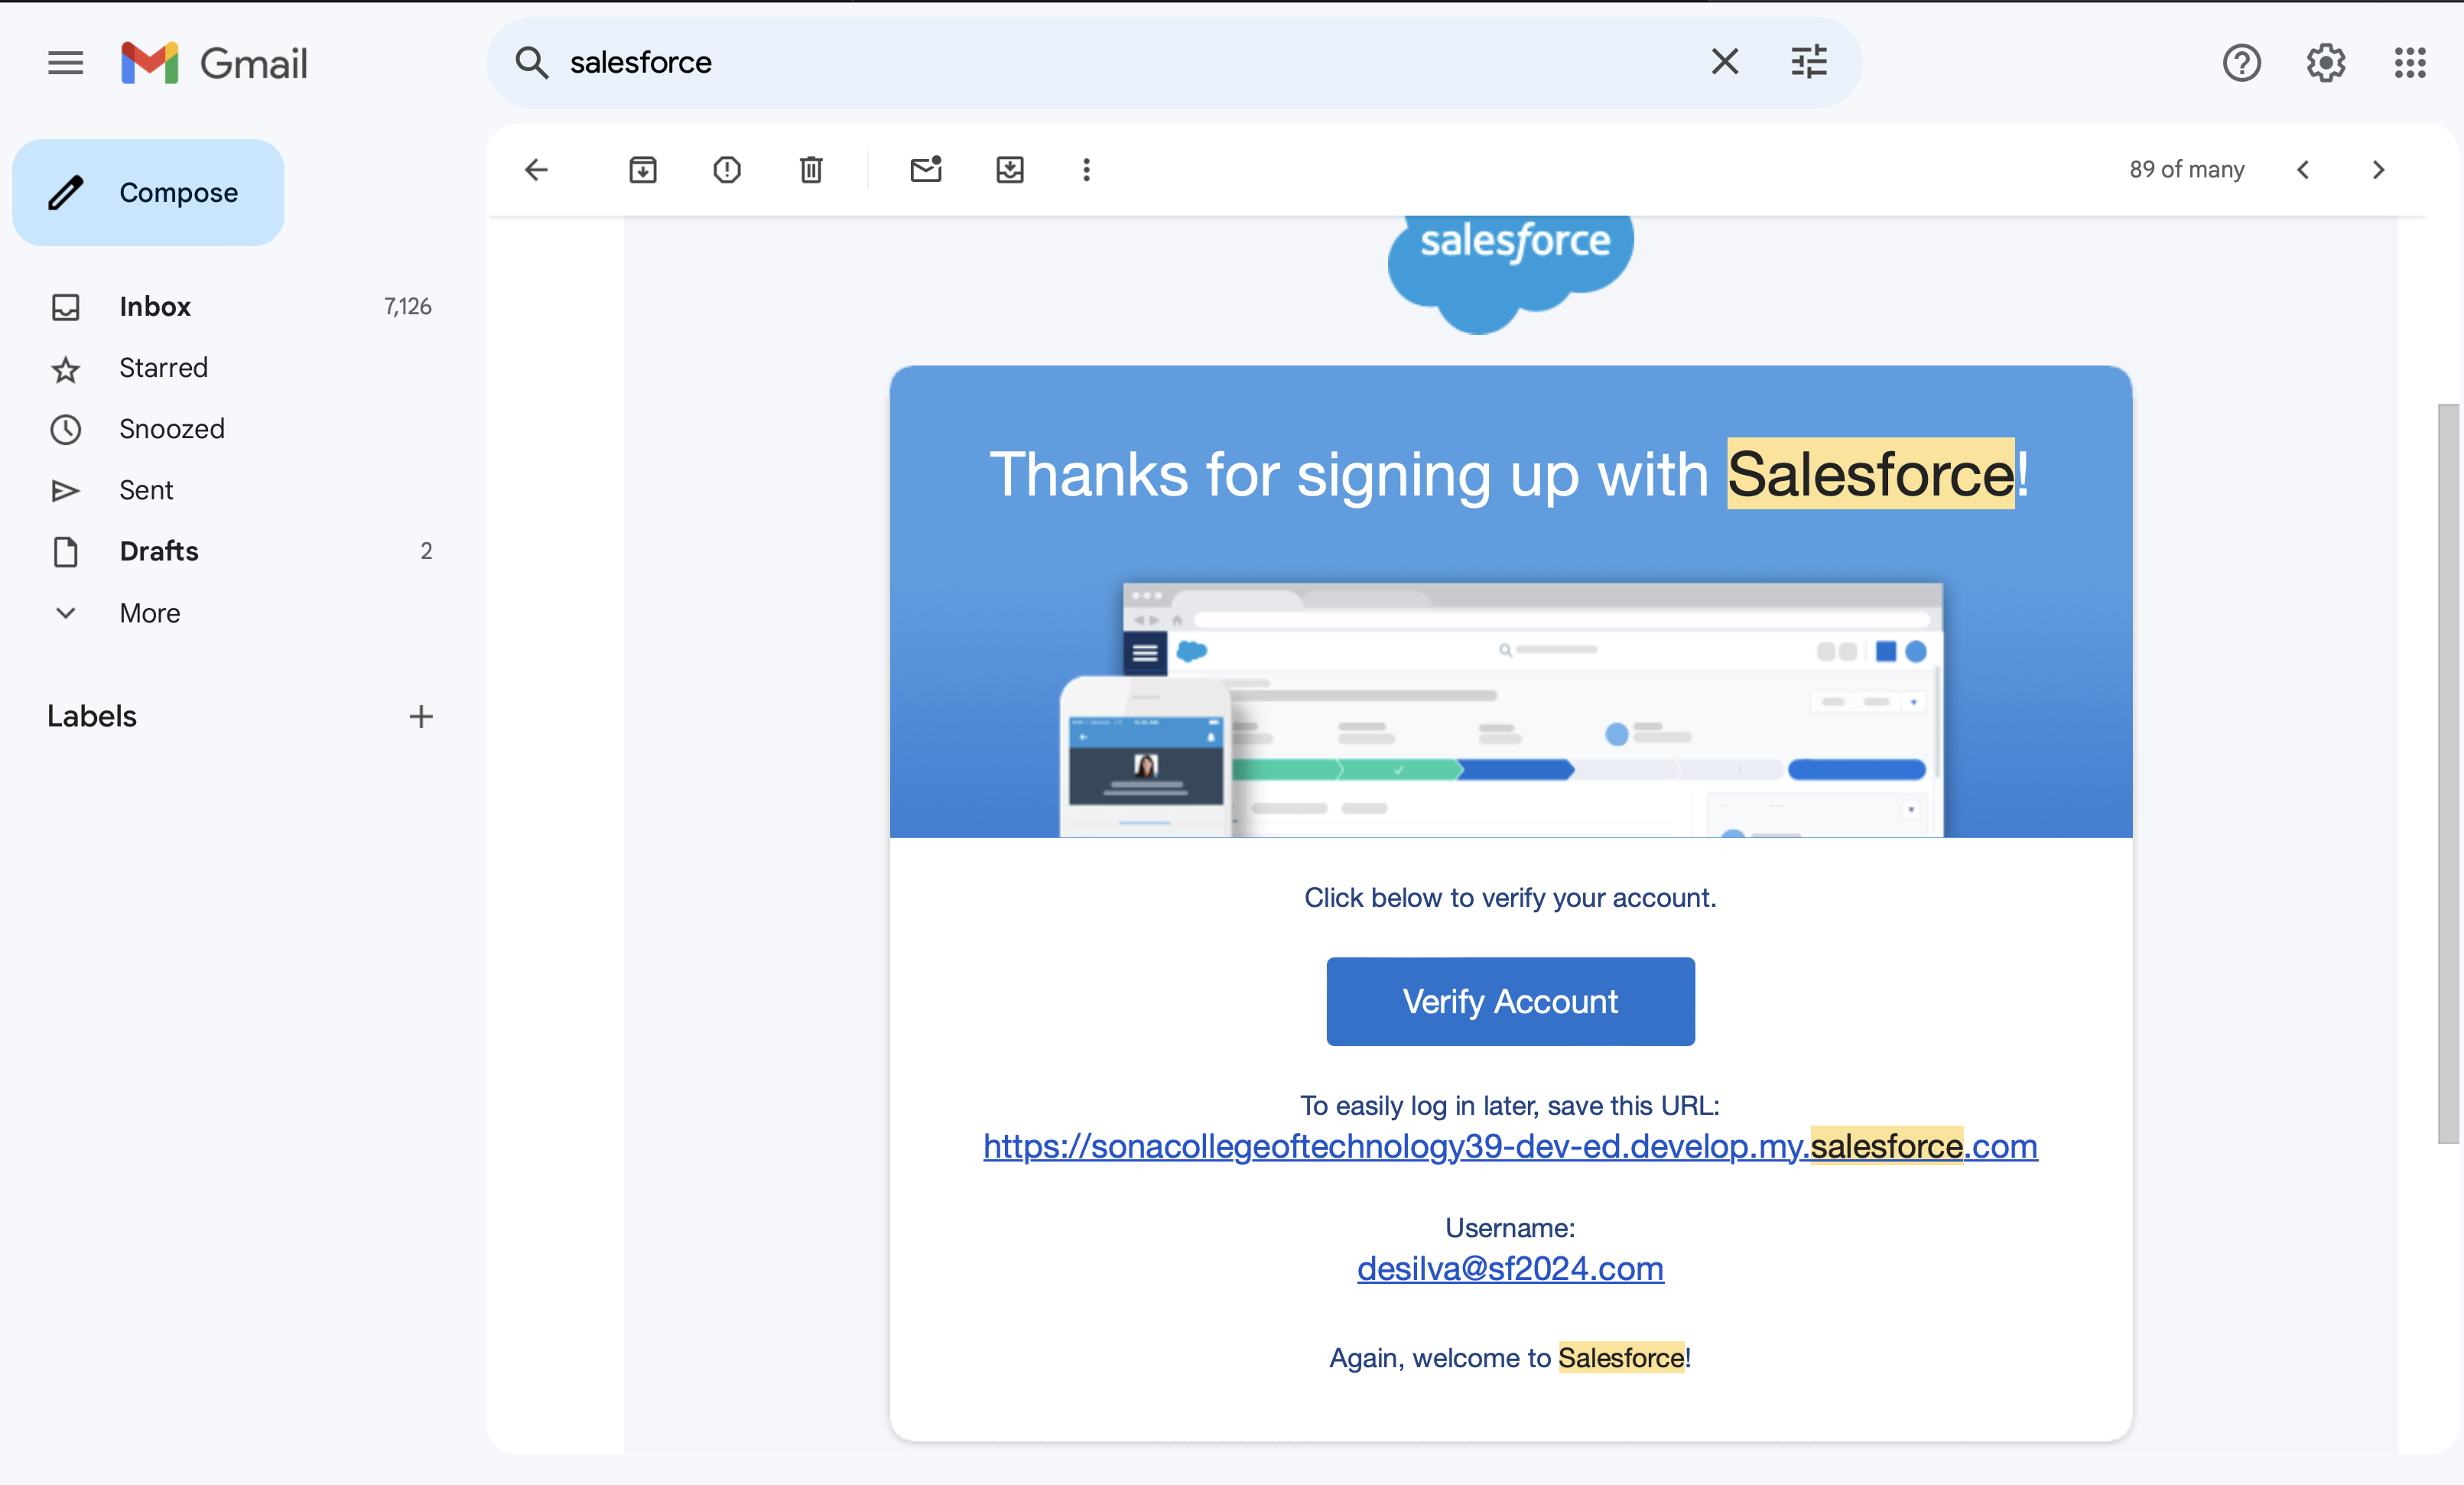 Gmail
salesforce
Compose
89 of many
Inbox 7,126
Starred
Snoozed
Sent
Drafts 2
More
Labels
salesforce
Thanks for signing up with Salesforce!
Click below to verify your account.
Verify Account
To easily log in later, save this URL:
https://sonacollegeoftechnology39-dev-ed.develop.my.salesforce.com
Username:
desilva@sf2024.com
Again, welcome to Salesforce!